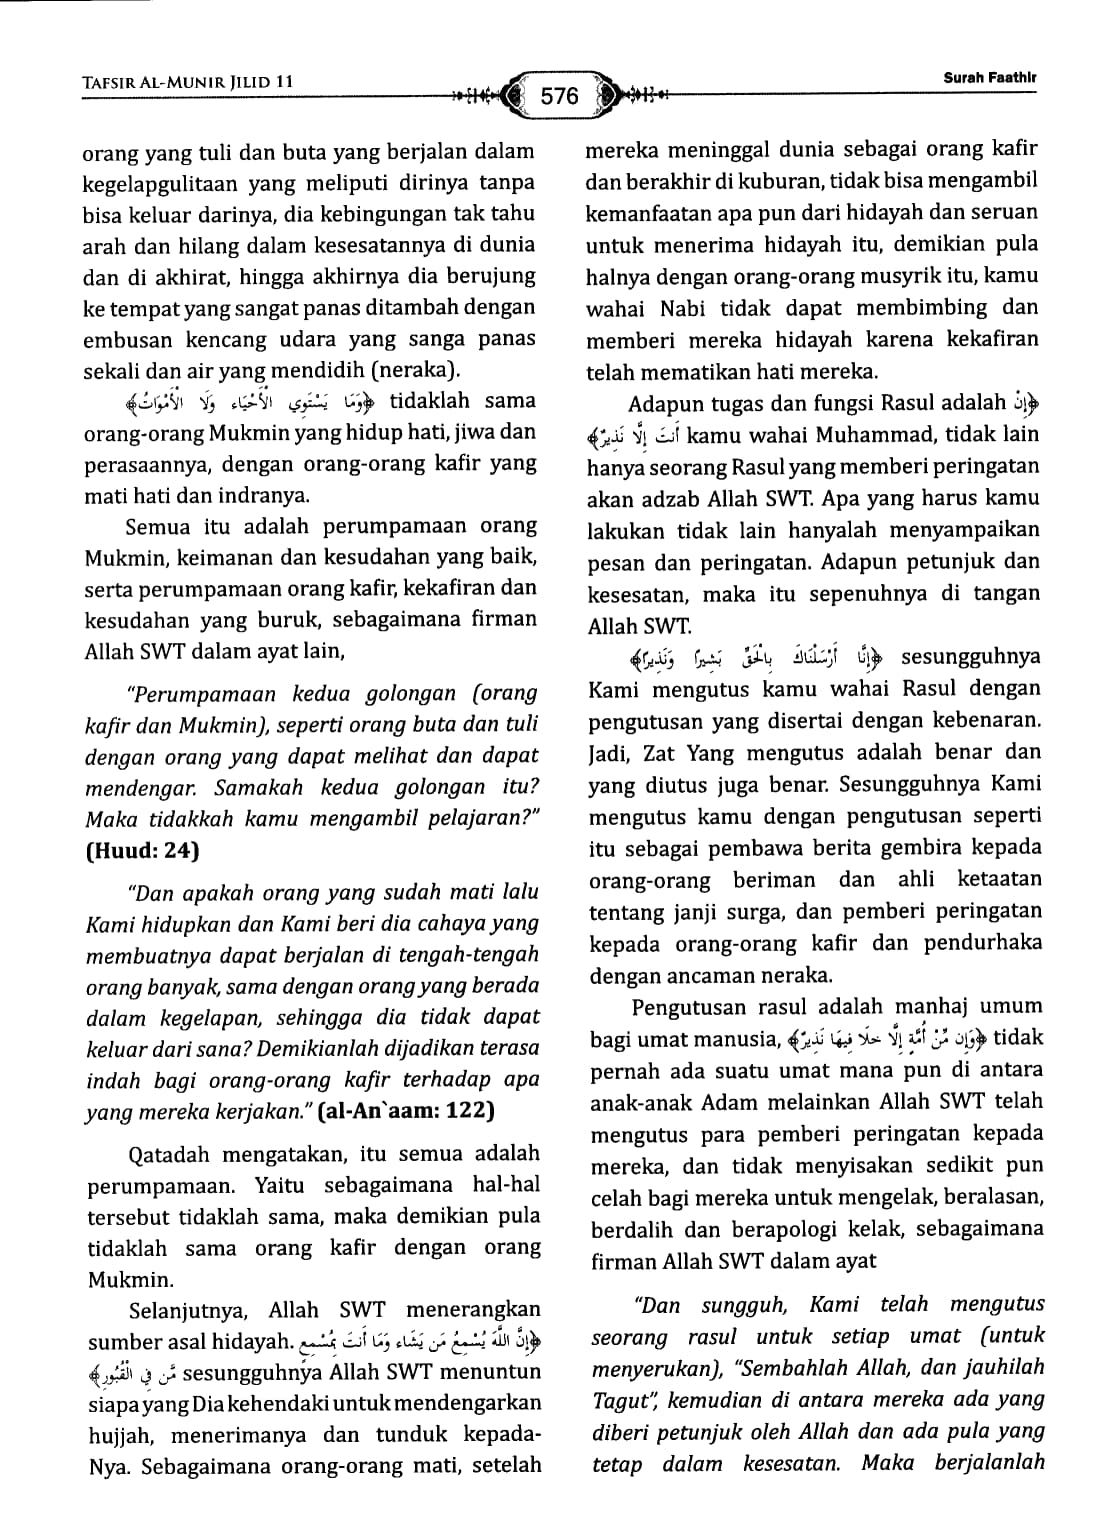 TAFSIR AL-MUNIR JILID 11
576
Surah Faathir
orang yang tuli dan buta yang berjalan dalam
kegelapgulitaan yang meliputi dirinya tanpa
bisa keluar darinya, dia kebingungan tak tahu
arah dan hilang dalam kesesatannya di dunia
dan di akhirat, hingga akhirnya dia berujung
ke tempat yang sangat panas ditambah dengan
embusan kencang udara yang sanga panas
sekali dan air yang mendidih (neraka).
﴿وَمَا يَسْتَوِي الْأَحْيَاء وَلَا الْأَمْوَاتُ﴾ tidaklah sama
orang-orang Mukmin yang hidup hati, jiwa dan
perasaannya, dengan orang-orang kafir yang
mati hati dan indranya.
Semua itu adalah perumpamaan orang
Mukmin, keimanan dan kesudahan yang baik,
serta perumpamaan orang kafir, kekafiran dan
kesudahan yang buruk, sebagaimana firman
Allah SWT dalam ayat lain,
“Perumpamaan kedua golongan (orang
kafir dan Mukmin), seperti orang buta dan tuli
dengan orang yang dapat melihat dan dapat
mendengar. Samakah kedua golongan itu?
Maka tidakkah kamu mengambil pelajaran?”
(Huud: 24)
“Dan apakah orang yang sudah mati lalu
Kami hidupkan dan Kami beri dia cahaya yang
membuatnya dapat berjalan di tengah-tengah
orang banyak, sama dengan orang yang berada
dalam kegelapan, sehingga dia tidak dapat
keluar dari sana? Demikianlah dijadikan terasa
indah bagi orang-orang kafir terhadap apa
yang mereka kerjakan.” (al-An`aam: 122)
Qatadah mengatakan, itu semua adalah
perumpamaan. Yaitu sebagaimana hal-hal
tersebut tidaklah sama, maka demikian pula
tidaklah sama orang kafir dengan orang
Mukmin.
Selanjutnya, Allah SWT menerangkan
sumber asal hidayah. ﴿إِنَّ اللَّهَ يُسْمِعُ مَن يَشَاء وَمَا أَنتَ بِمُسْمِعٍ
مَّن فِي الْقُبُورِ﴾ sesungguhnya Allah SWT menuntun
siapa yang Dia kehendaki untuk mendengarkan
hujjah, menerimanya dan tunduk kepada-
Nya. Sebagaimana orang-orang mati, setelah
mereka meninggal dunia sebagai orang kafir
dan berakhir di kuburan, tidak bisa mengambil
kemanfaatan apa pun dari hidayah dan seruan
untuk menerima hidayah itu, demikian pula
halnya dengan orang-orang musyrik itu, kamu
wahai Nabi tidak dapat membimbing dan
memberi mereka hidayah karena kekafiran
telah mematikan hati mereka.
Adapun tugas dan fungsi Rasul adalah ﴿إِنْ
أَنتَ إِلَّا نَذِيرٌ﴾ kamu wahai Muhammad, tidak lain
hanya seorang Rasul yang memberi peringatan
akan adzab Allah SWT. Apa yang harus kamu
lakukan tidak lain hanyalah menyampaikan
pesan dan peringatan. Adapun petunjuk dan
kesesatan, maka itu sepenuhnya di tangan
Allah SWT.
﴿إِنَّا أَرْسَلْنَاكَ بِالْحَقِّ بَشِيرًا وَنَذِيرًا﴾ sesungguhnya
Kami mengutus kamu wahai Rasul dengan
pengutusan yang disertai dengan kebenaran.
Jadi, Zat Yang mengutus adalah benar dan
yang diutus juga benar. Sesungguhnya Kami
mengutus kamu dengan pengutusan seperti
itu sebagai pembawa berita gembira kepada
orang-orang beriman dan ahli ketaatan
tentang janji surga, dan pemberi peringatan
kepada orang-orang kafir dan pendurhaka
dengan ancaman neraka.
Pengutusan rasul adalah manhaj umum
bagi umat manusia, ﴿وَإِن مِّنْ أُمَّةٍ إِلَّا خلَا فِيهَا نَذِيرٌ﴾ tidak
pernah ada suatu umat mana pun di antara
anak-anak Adam melainkan Allah SWT telah
mengutus para pemberi peringatan kepada
mereka, dan tidak menyisakan sedikit pun
celah bagi mereka untuk mengelak, beralasan,
berdalih dan berapologi kelak, sebagaimana
firman Allah SWT dalam ayat
“Dan sungguh, Kami telah mengutus
seorang rasul untuk setiap umat (untuk
menyerukan), “Sembahlah Allah, dan jauhilah
Tagut”, kemudian di antara mereka ada yang
diberi petunjuk oleh Allah dan ada pula yang
tetap dalam kesesatan. Maka berjalanlah